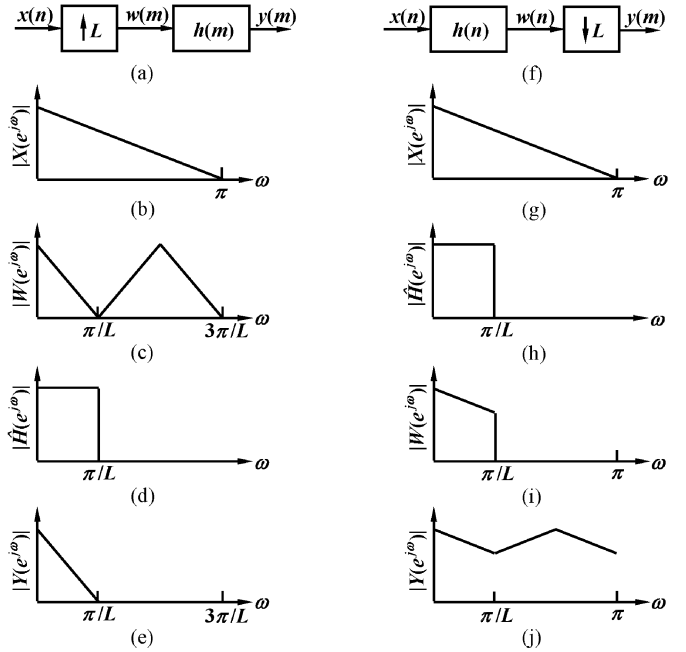 x(n) ↑L w(m) h(m) y(m)
(a)
|X(e^{jω})|
π ω
(b)
|W(e^{jω})|
π/L 3π/L ω
(c)
|Ĥ(e^{jω})|
π/L ω
(d)
|Y(e^{jω})|
π/L 3π/L ω
(e)
x(n) h(n) w(n) ↓L y(m)
(f)
|X(e^{jω})|
π ω
(g)
|Ĥ(e^{jω})|
π/L ω
(h)
|W(e^{jω})|
π/L π ω
(i)
|Y(e^{jω})|
π/L π ω
(j)